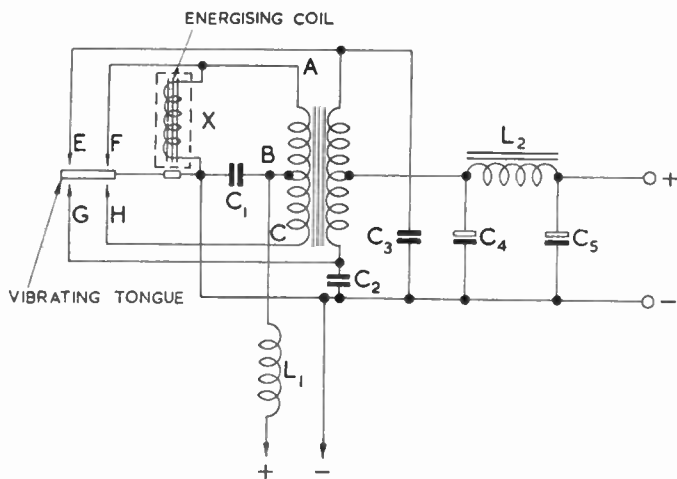 ENERGISING COIL
A
E
F
X
L₂
B
+
G
H
C₁
C
C₃
C₄
C₅
VIBRATING TONGUE
C₂
−
L₁
+
−